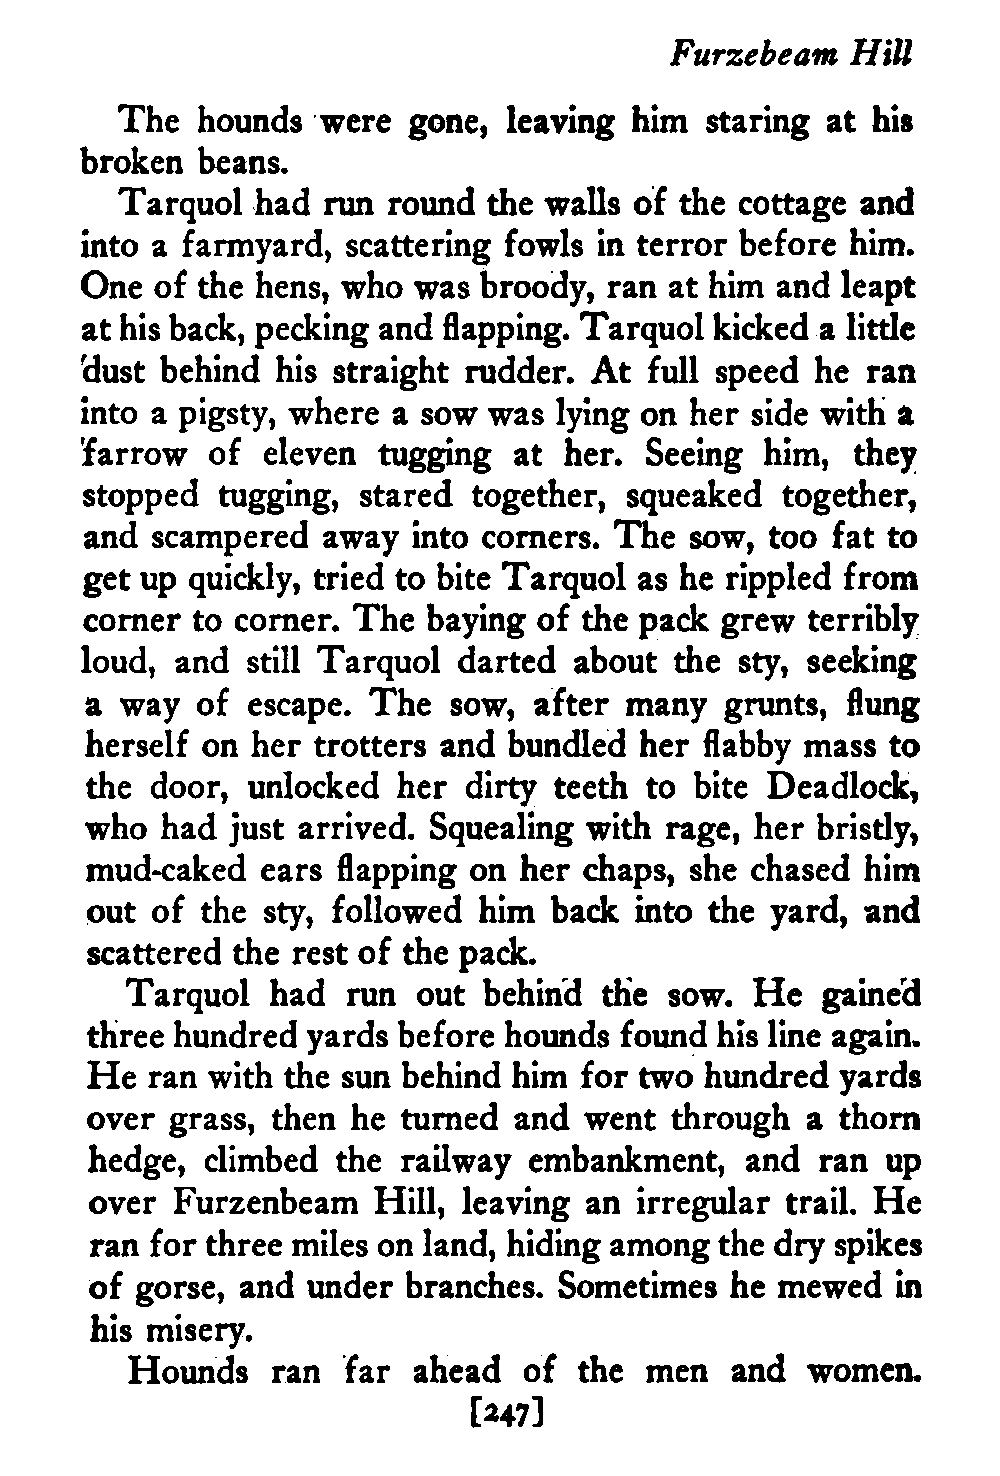 Furzebeam Hill
The hounds were gone, leaving him staring at his
broken beans.
Tarquol had run round the walls of the cottage and
into a farmyard, scattering fowls in terror before him.
One of the hens, who was broody, ran at him and leapt
at his back, pecking and flapping. Tarquol kicked a little
dust behind his straight rudder. At full speed he ran
into a pigsty, where a sow was lying on her side with a
farrow of eleven tugging at her. Seeing him, they
stopped tugging, stared together, squeaked together,
and scampered away into corners. The sow, too fat to
get up quickly, tried to bite Tarquol as he rippled from
corner to corner. The baying of the pack grew terribly
loud, and still Tarquol darted about the sty, seeking
a way of escape. The sow, after many grunts, flung
herself on her trotters and bundled her flabby mass to
the door, unlocked her dirty teeth to bite Deadlock,
who had just arrived. Squealing with rage, her bristly,
mud-caked ears flapping on her chaps, she chased him
out of the sty, followed him back into the yard, and
scattered the rest of the pack.
Tarquol had run out behind the sow. He gained
three hundred yards before hounds found his line again.
He ran with the sun behind him for two hundred yards
over grass, then he turned and went through a thorn
hedge, climbed the railway embankment, and ran up
over Furzenbeam Hill, leaving an irregular trail. He
ran for three miles on land, hiding among the dry spikes
of gorse, and under branches. Sometimes he mewed in
his misery.
Hounds ran far ahead of the men and women.
[247]